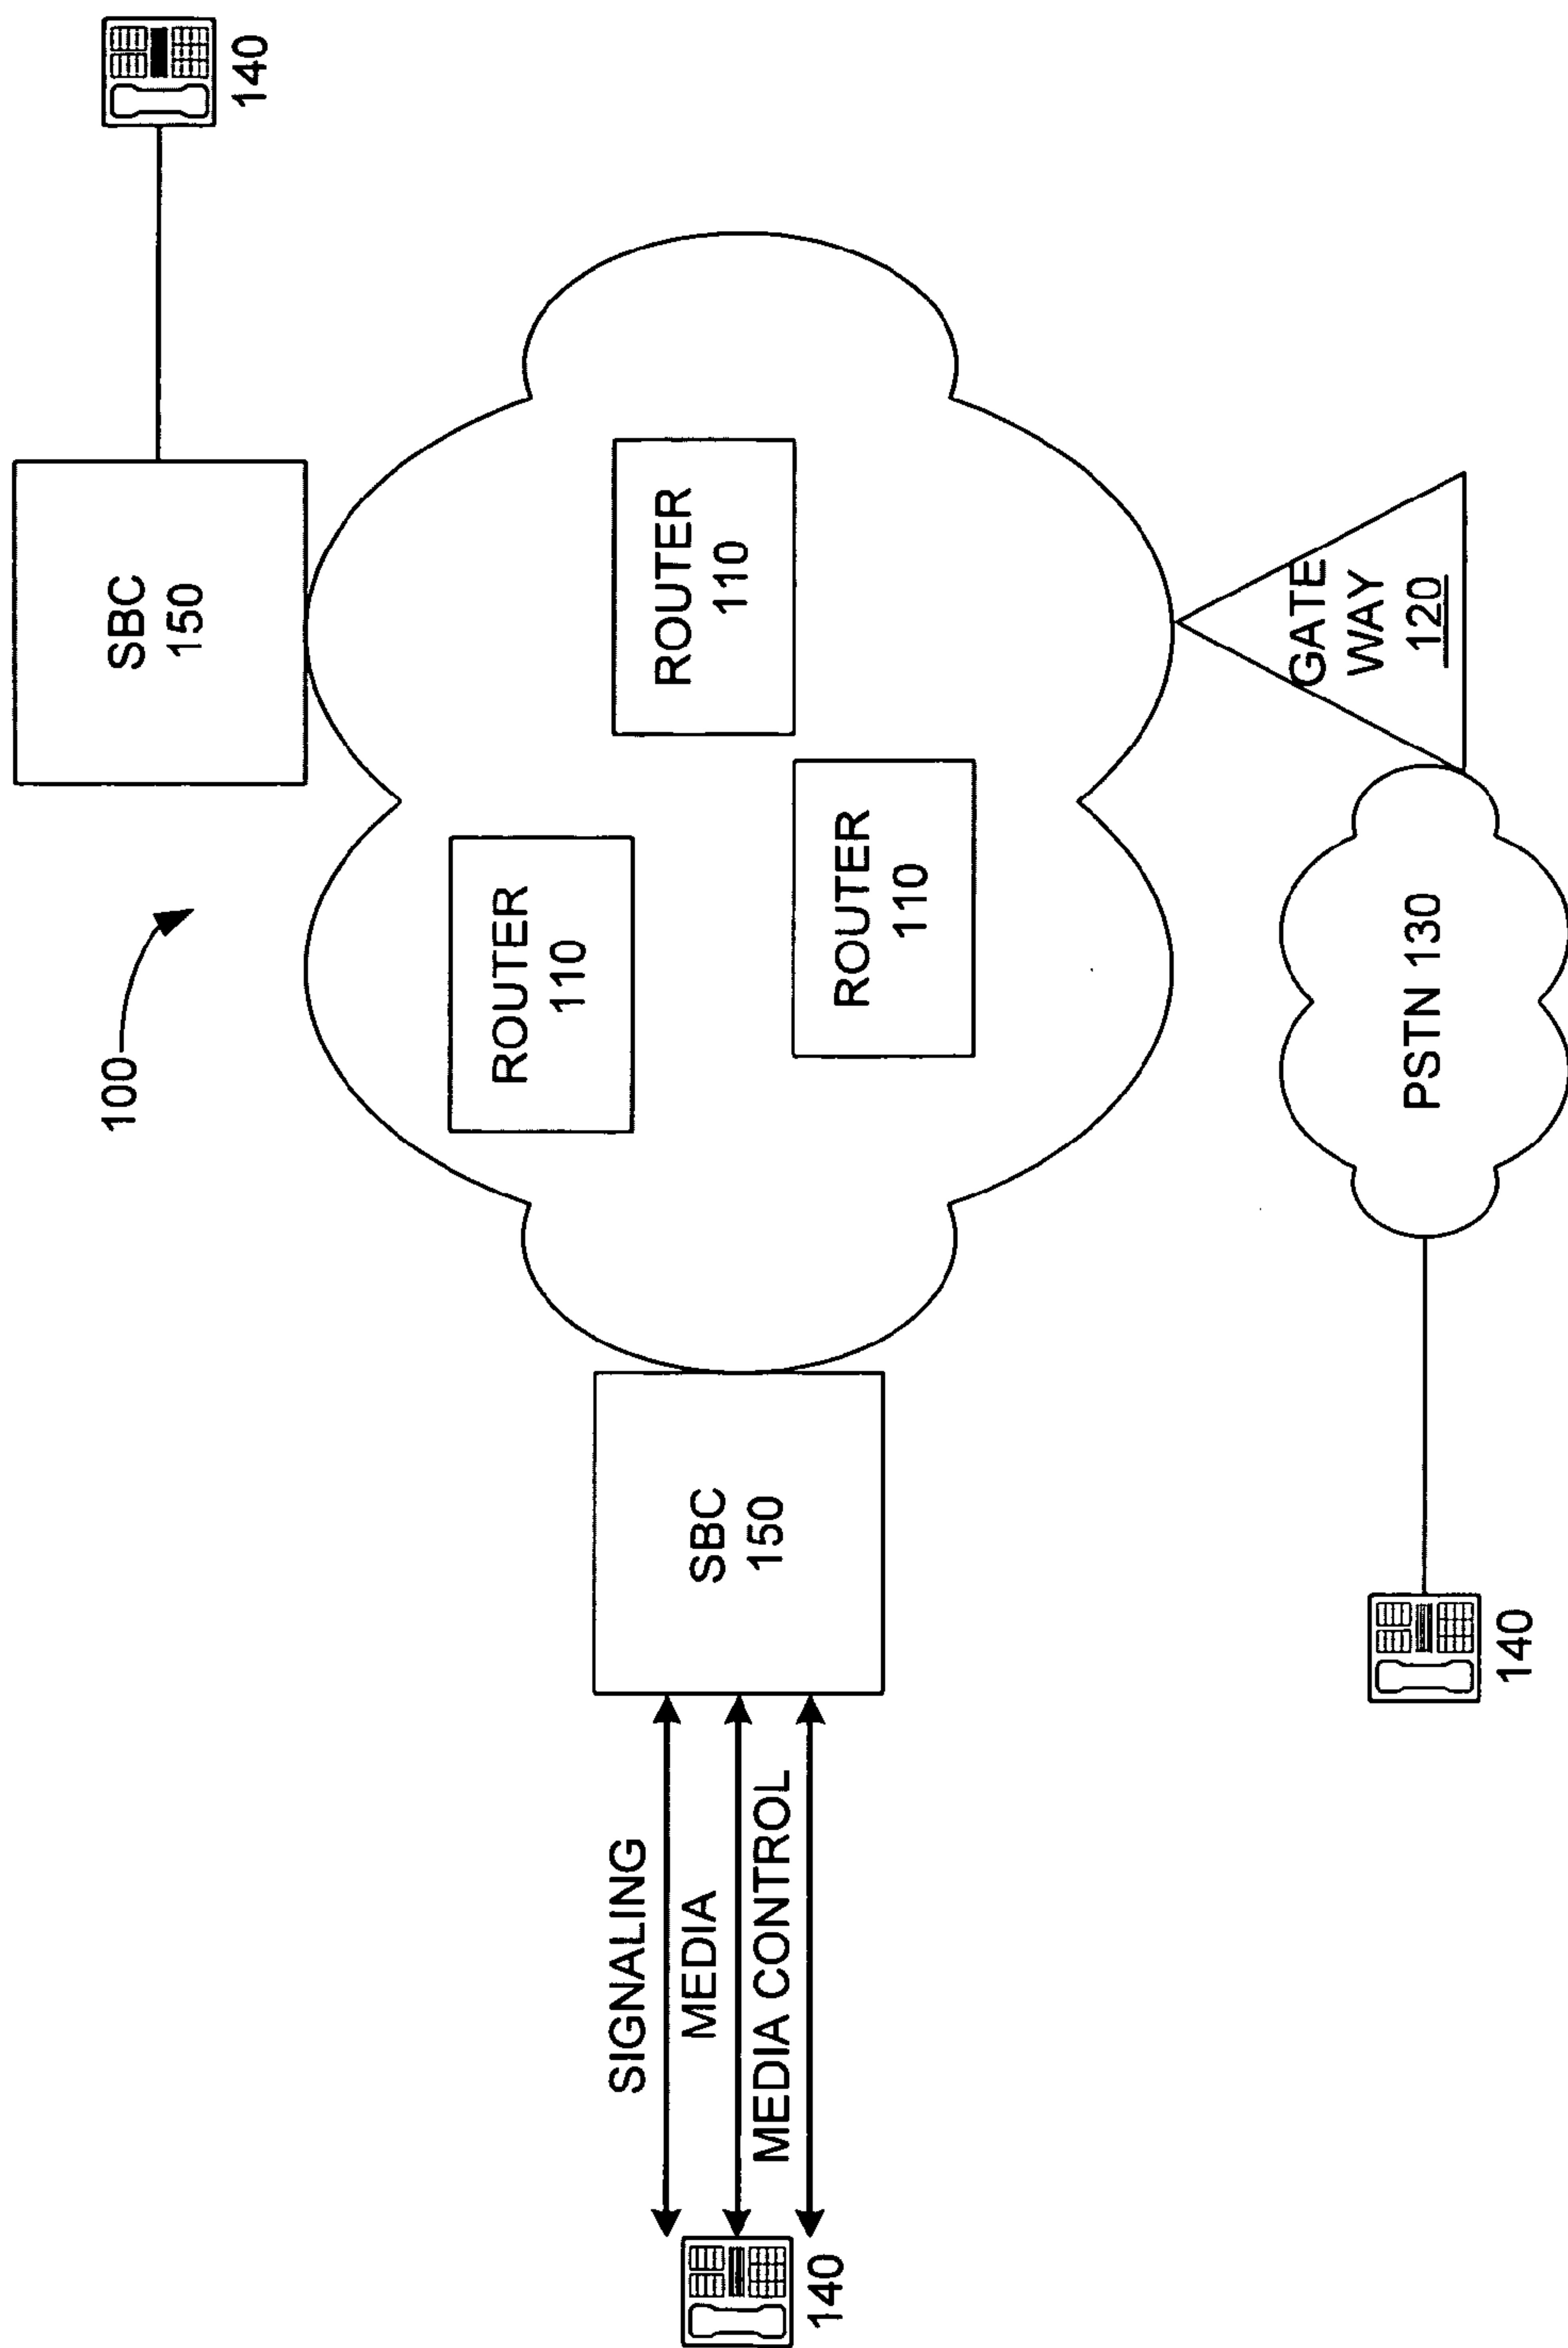 100
SBC
150
140
ROUTER
110
ROUTER
110
ROUTER
110
SBC
150
SIGNALING
MEDIA
MEDIA CONTROL
140
GATE
WAY
120
PSTN 130
140